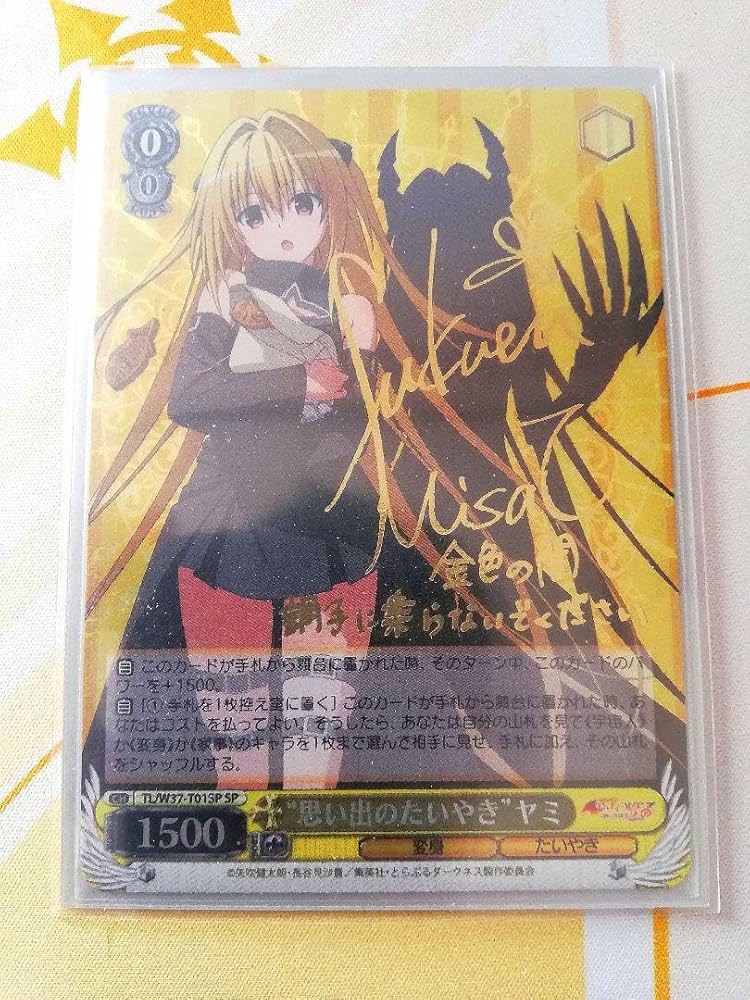 0
0
Fukuen
Misato
金色の闇
調子に乗らないでください
自 このカードが手札から舞台に置かれた時、そのターン中、このカードのパ
ワーを+1500。
自 [① 手札を1枚控え室に置く] このカードが手札から舞台に置かれた時、あ
なたはコストを払ってよい。そうしたら、あなたは自分の山札を見て《宇宙人》
か《変身》か《家事》のキャラを1枚まで選んで相手に見せ、手札に加え、その山札
をシャッフルする。
CH TL/W37-T01SP SP
1500
“思い出のたいやき”ヤミ
変身 たいやき
©矢吹健太朗・長谷見沙貴／集英社・とらぶるダークネス製作委員会